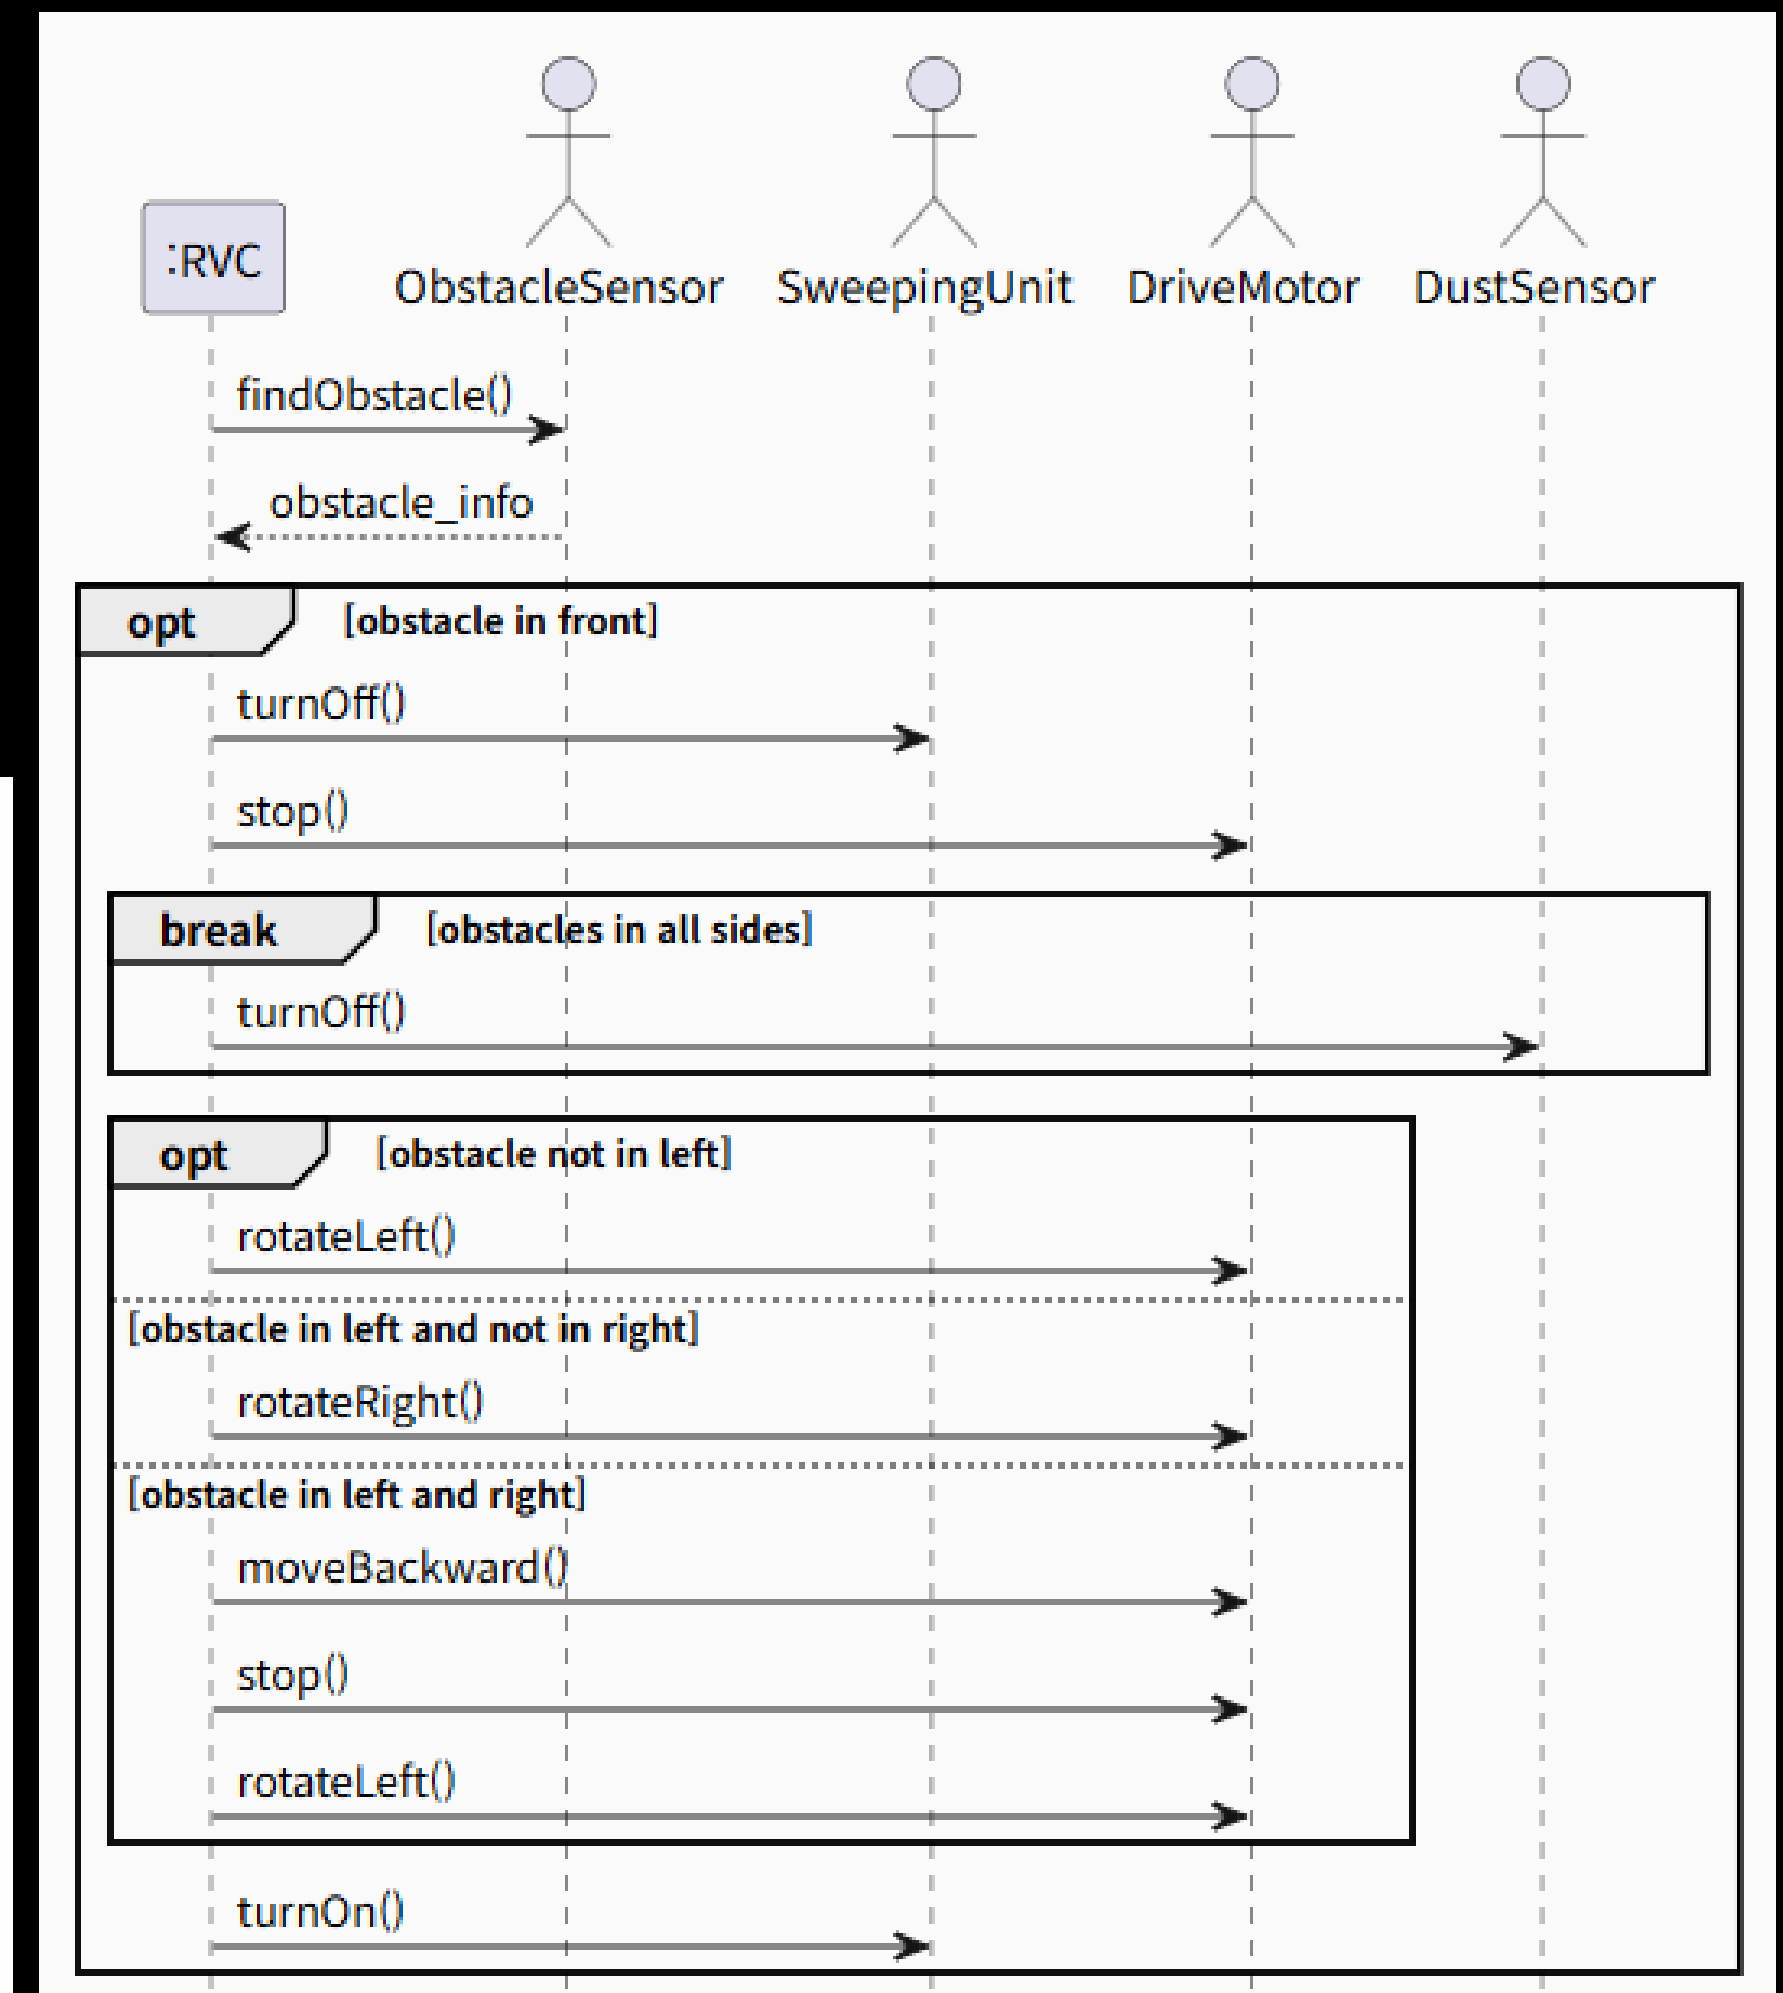 :RVC
ObstacleSensor
SweepingUnit
DriveMotor
DustSensor
findObstacle()
obstacle_info
opt
[obstacle in front]
turnOff()
stop()
break
[obstacles in all sides]
turnOff()
opt
[obstacle not in left]
rotateLeft()
[obstacle in left and not in right]
rotateRight()
[obstacle in left and right]
moveBackward()
stop()
rotateLeft()
turnOn()